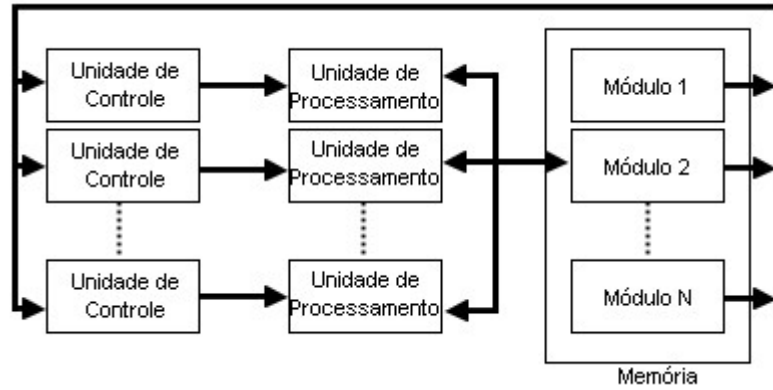 Unidade de
Controle
Unidade de
Processamento
Módulo 1
Unidade de
Controle
Unidade de
Processamento
Módulo 2
Unidade de
Controle
Unidade de
Processamento
Módulo N
Memória